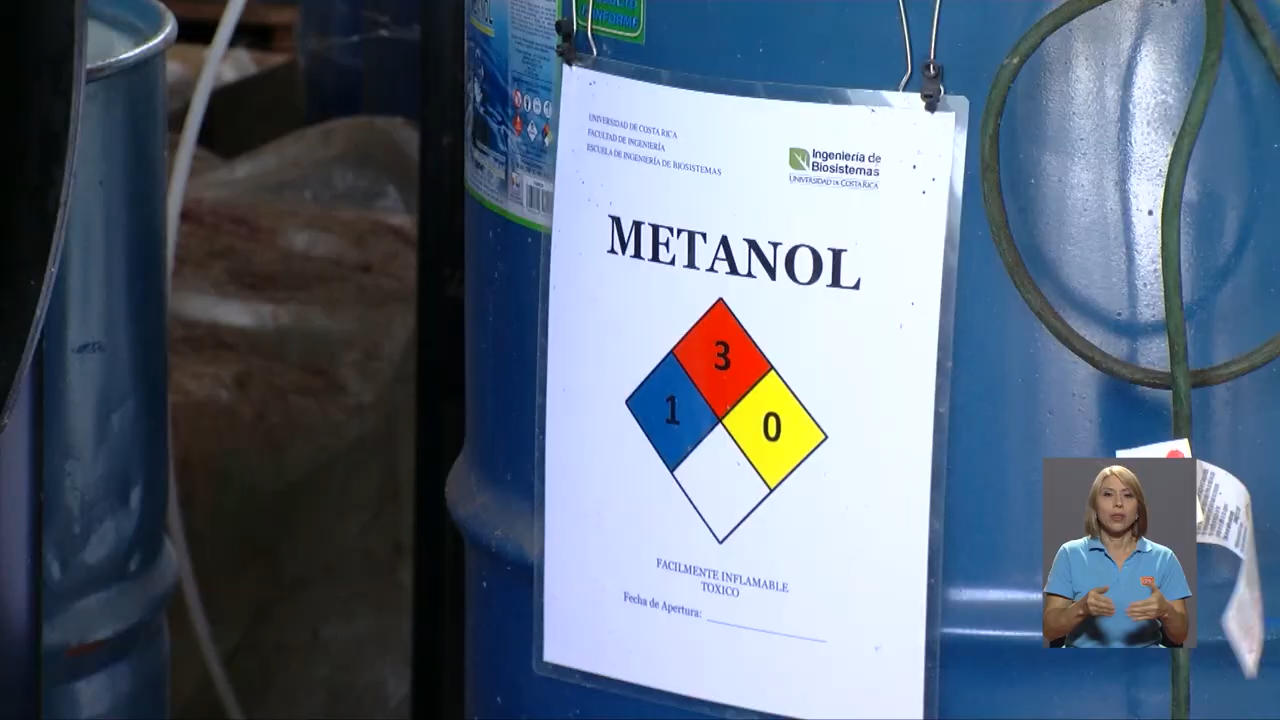 CONFORME
UNIVERSIDAD DE COSTA RICA
FACULTAD DE INGENIERÍA
ESCUELA DE INGENIERÍA DE BIOSISTEMAS
Ingeniería de
Biosistemas
UNIVERSIDAD DE COSTA RICA
METANOL
3
1
0
FACILMENTE INFLAMABLE
TOXICO
Fecha de Apertura: